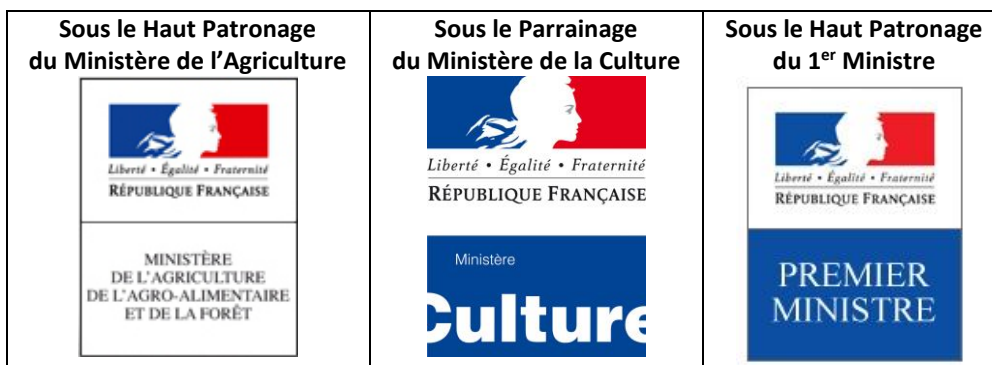 Sous le Haut Patronage
du Ministère de l’Agriculture
Liberté • Égalité • Fraternité
RÉPUBLIQUE FRANÇAISE
MINISTÈRE
DE L'AGRICULTURE
DE L'AGRO-ALIMENTAIRE
ET DE LA FORÊT
Sous le Parrainage
du Ministère de la Culture
Liberté • Égalité • Fraternité
RÉPUBLIQUE FRANÇAISE
Ministère
Culture
Sous le Haut Patronage
du 1er Ministre
Liberté • Égalité • Fraternité
RÉPUBLIQUE FRANÇAISE
PREMIER
MINISTRE